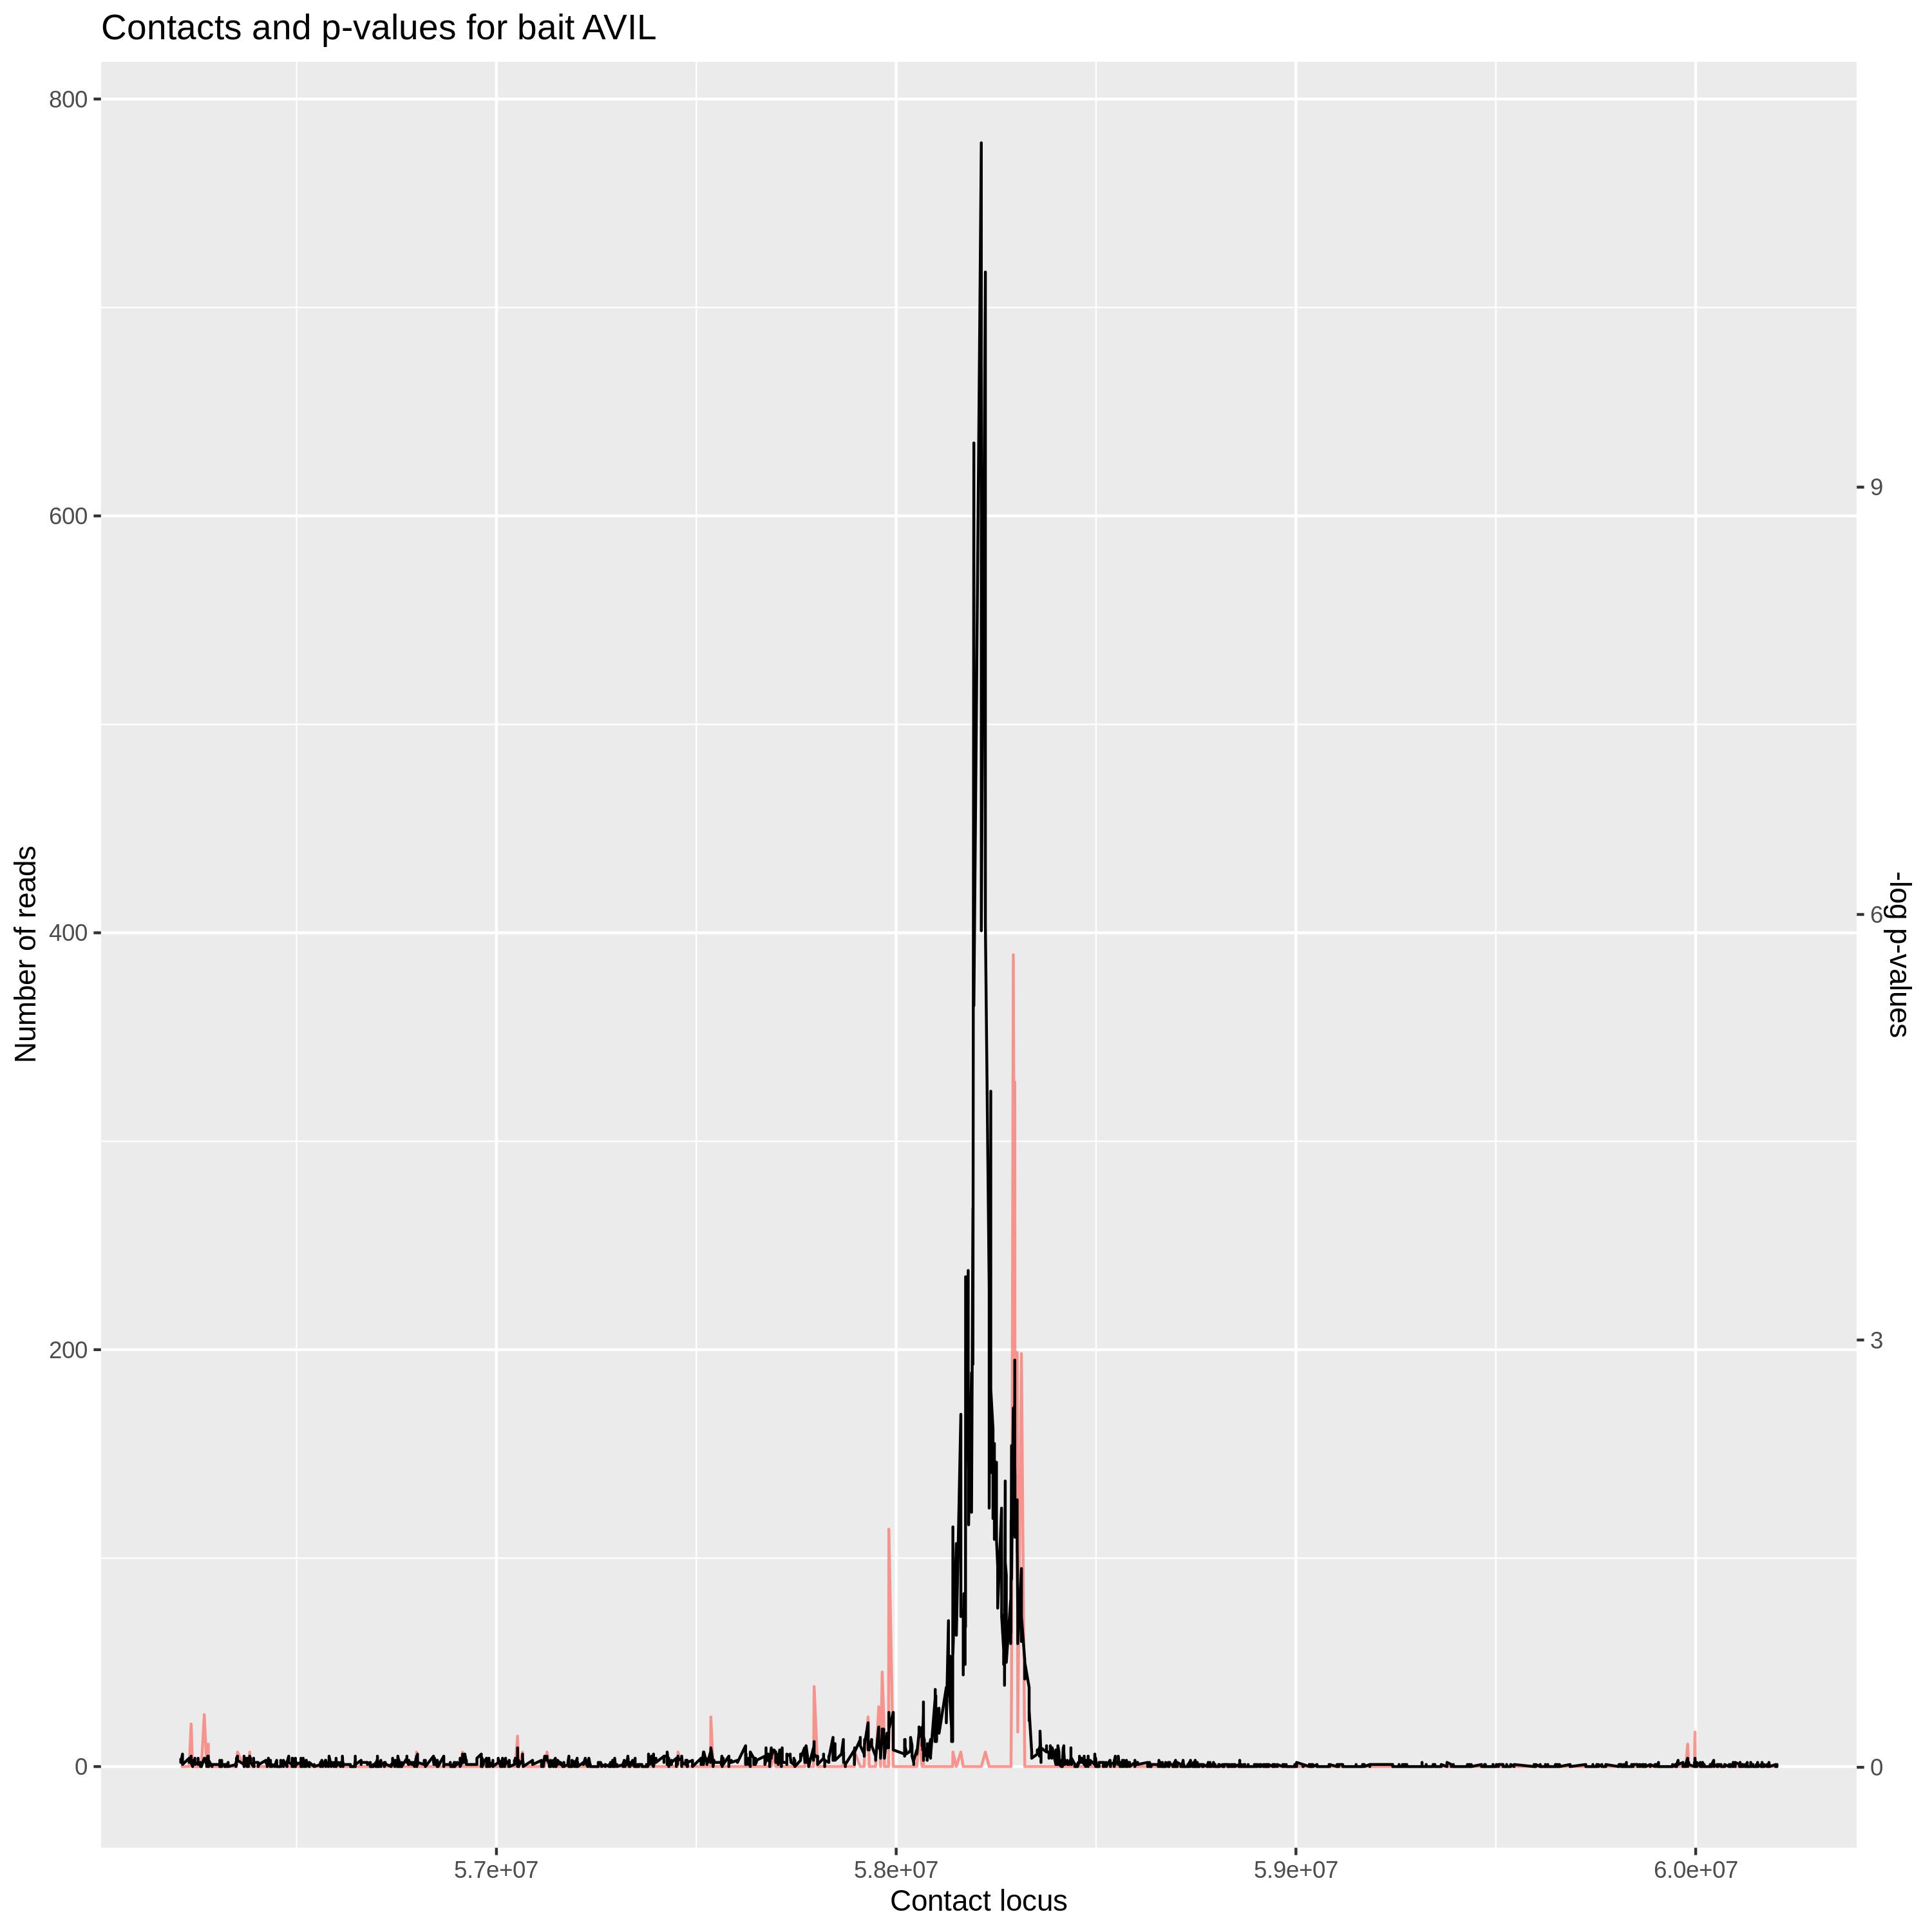 Contacts and p-values for bait AVIL
800
600
400
200
0
Number of reads
9
6
3
0
-log p-values
5.7e+07
5.8e+07
5.9e+07
6.0e+07
Contact locus